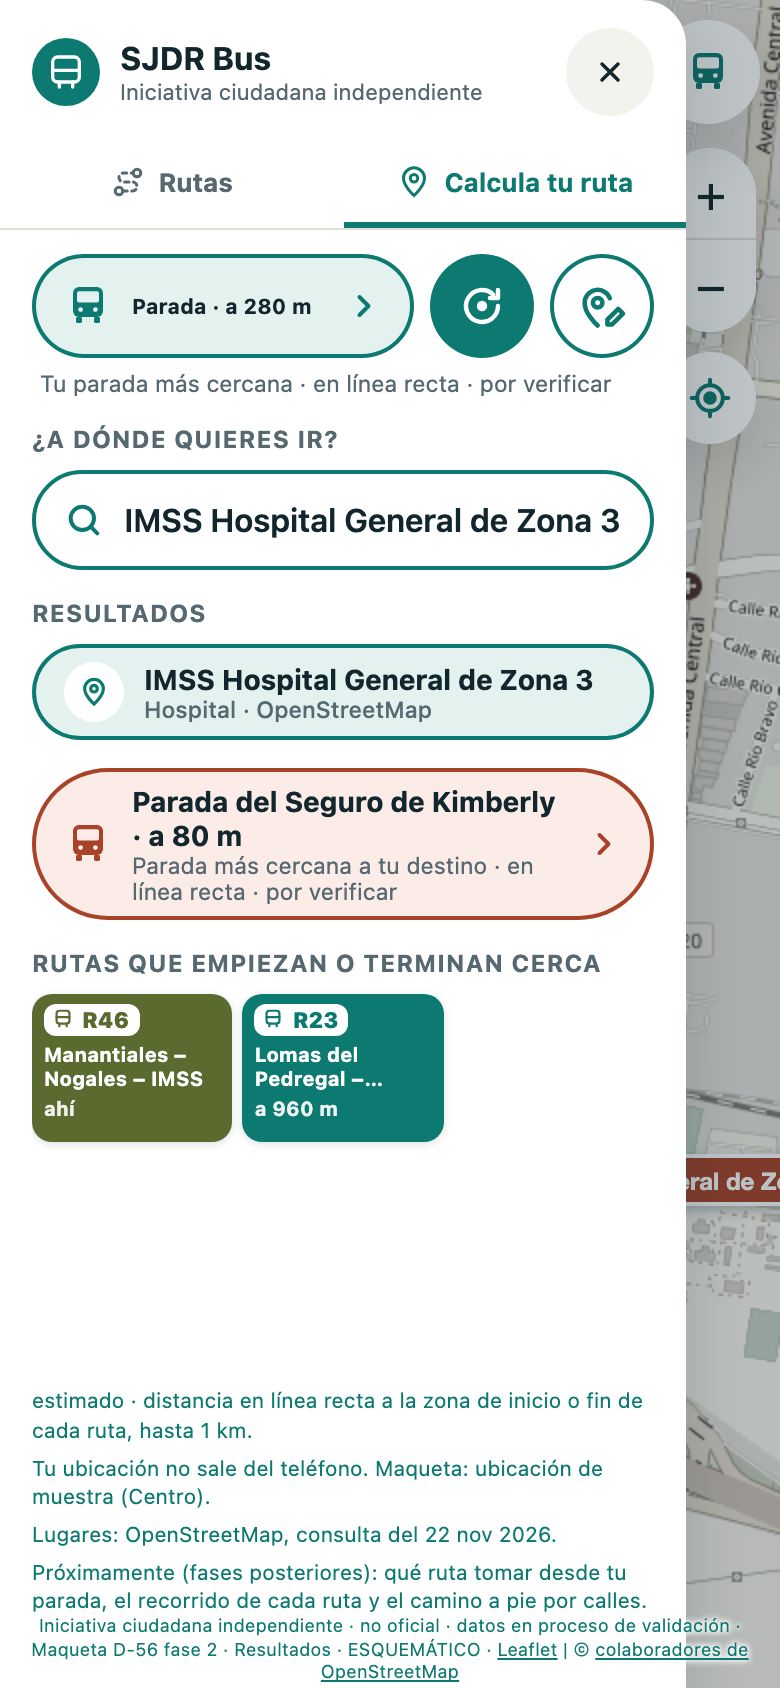 SJDR Bus
Iniciativa ciudadana independiente
Avenida Central
Rutas
Calcula tu ruta
Parada · a 280 m
Tu parada más cercana · en línea recta · por verificar
¿A DÓNDE QUIERES IR?
IMSS Hospital General de Zona 3
RESULTADOS
IMSS Hospital General de Zona 3
Hospital · OpenStreetMap
Calle R
Calle Río
Calle Río
Calle Río Bravo
Parada del Seguro de Kimberly
· a 80 m
Parada más cercana a tu destino · en
línea recta · por verificar
20
RUTAS QUE EMPIEZAN O TERMINAN CERCA
R46
Manantiales –
Nogales – IMSS
ahí
R23
Lomas del
Pedregal –...
a 960 m
eral de Zo
estimado · distancia en línea recta a la zona de inicio o fin de
cada ruta, hasta 1 km.
Tu ubicación no sale del teléfono. Maqueta: ubicación de
muestra (Centro).
Lugares: OpenStreetMap, consulta del 22 nov 2026.
Próximamente (fases posteriores): qué ruta tomar desde tu
parada, el recorrido de cada ruta y el camino a pie por calles.
Iniciativa ciudadana independiente · no oficial · datos en proceso de validación ·
Maqueta D-56 fase 2 · Resultados · ESQUEMÁTICO · Leaflet | © colaboradores de
OpenStreetMap